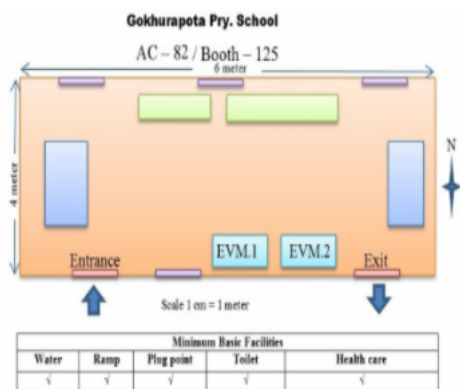 Gokhurapota Pry. School
AC – 82 / Booth – 125
6 meter
4 meter
N
EVM.1 EVM.2
Entrance Exit
Scale 1 cm = 1 meter
Minimum Basic Facilities
Water Ramp Plug point Toilet Health care
√ √ √ √ √